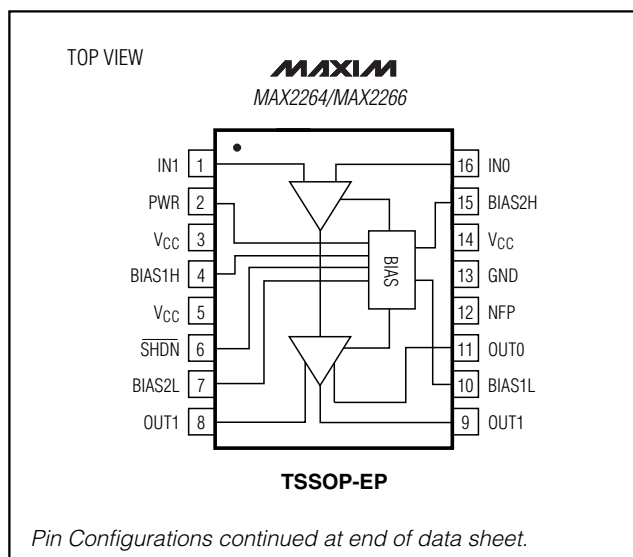 TOP VIEW
MAXIM
MAX2264/MAX2266
IN1 1
PWR 2
VCC 3
BIAS1H 4
VCC 5
SHDN 6
BIAS2L 7
OUT1 8
16 IN0
15 BIAS2H
14 VCC
13 GND
12 NFP
11 OUT0
10 BIAS1L
9 OUT1
BIAS
TSSOP-EP
Pin Configurations continued at end of data sheet.